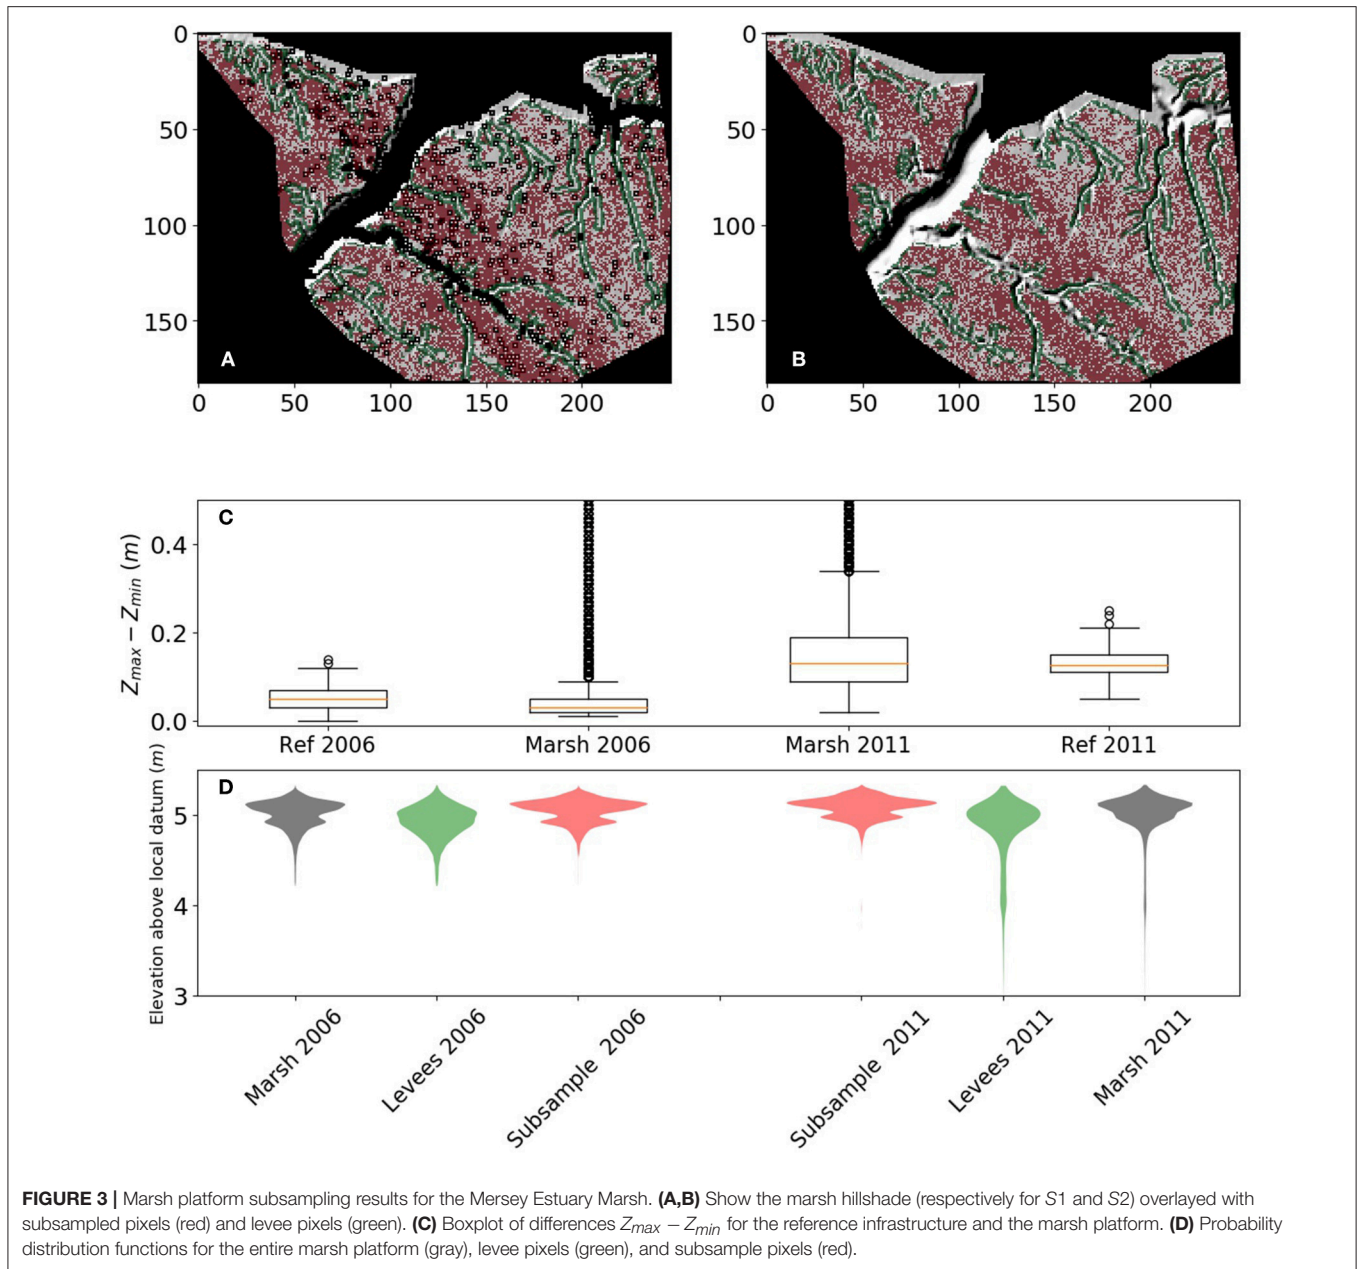 0
50
100
150
A
0
50
100
150
200
0
50
100
150
B
0
50
100
150
200
C
Z_max − Z_min (m)
0.4
0.2
0.0
Ref 2006
Marsh 2006
Marsh 2011
Ref 2011
D
Elevation above local datum (m)
5
4
3
Marsh 2006
Levees 2006
Subsample 2006
Subsample 2011
Levees 2011
Marsh 2011
FIGURE 3 | Marsh platform subsampling results for the Mersey Estuary Marsh. (A,B) Show the marsh hillshade (respectively for S1 and S2) overlayed with
subsampled pixels (red) and levee pixels (green). (C) Boxplot of differences Z_max − Z_min for the reference infrastructure and the marsh platform. (D) Probability
distribution functions for the entire marsh platform (gray), levee pixels (green), and subsample pixels (red).